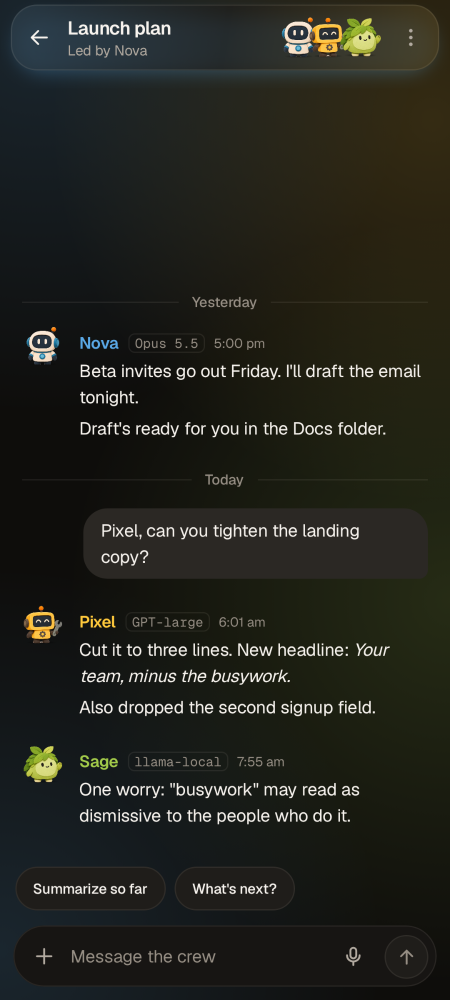 Launch plan
Led by Nova
Yesterday
Nova Opus 5.5 5:00 pm
Beta invites go out Friday. I'll draft the email
tonight.
Draft's ready for you in the Docs folder.
Today
Pixel, can you tighten the landing
copy?
Pixel GPT-large 6:01 am
Cut it to three lines. New headline: Your
team, minus the busywork.
Also dropped the second signup field.
Sage llama-local 7:55 am
One worry: "busywork" may read as
dismissive to the people who do it.
Summarize so far What's next?
Message the crew